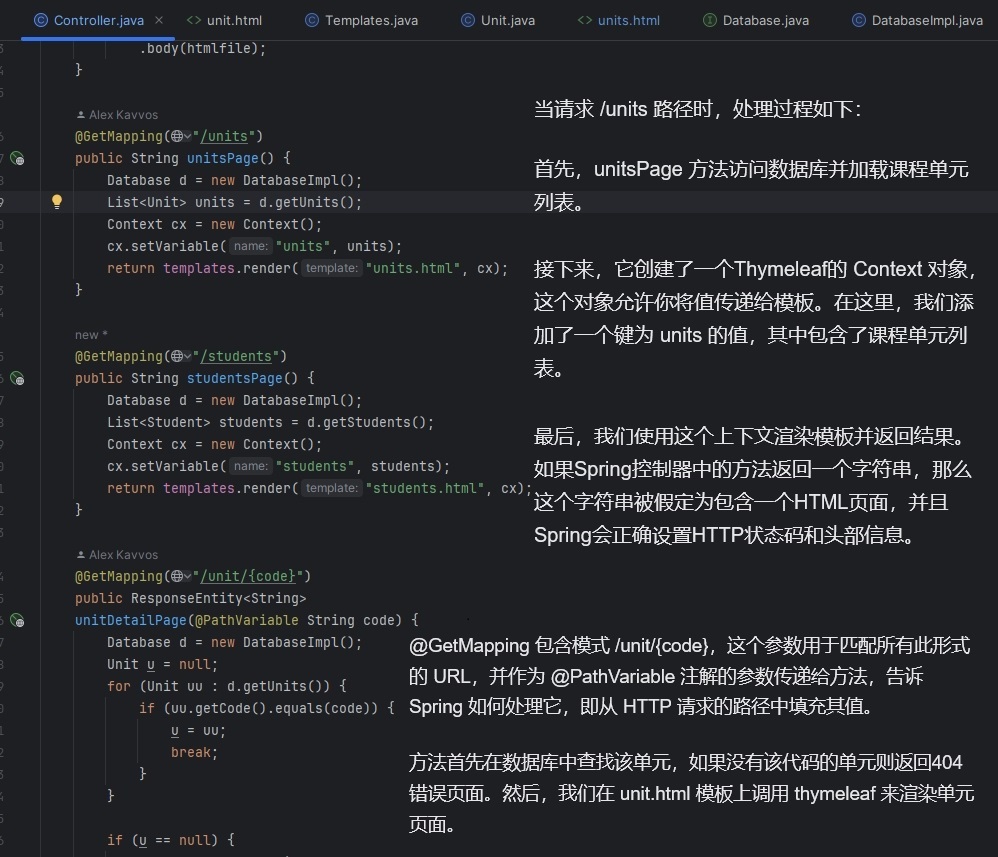 Controller.java unit.html Templates.java Unit.java units.html Database.java DatabaseImpl.java
.body(htmlfile);
}
Alex Kavvos
@GetMapping("/units")
public String unitsPage() {
Database d = new DatabaseImpl();
List<Unit> units = d.getUnits();
Context cx = new Context();
cx.setVariable( name: "units", units);
return templates.render( template: "units.html", cx);
}
new *
@GetMapping("/students")
public String studentsPage() {
Database d = new DatabaseImpl();
List<Student> students = d.getStudents();
Context cx = new Context();
cx.setVariable( name: "students", students);
return templates.render( template: "students.html", cx);
}
Alex Kavvos
@GetMapping("/unit/{code}")
public ResponseEntity<String>
unitDetailPage(@PathVariable String code) {
Database d = new DatabaseImpl();
Unit u = null;
for (Unit uu : d.getUnits()) {
if (uu.getCode().equals(code)) {
u = uu;
break;
}
}
if (u == null) {
当请求 /units 路径时，处理过程如下：
首先，unitsPage 方法访问数据库并加载课程单元
列表。
接下来，它创建了一个Thymeleaf的 Context 对象，
这个对象允许你将值传递给模板。在这里，我们添
加了一个键为 units 的值，其中包含了课程单元列
表。
最后，我们使用这个上下文渲染模板并返回结果。
如果Spring控制器中的方法返回一个字符串，那么
这个字符串被假定为包含一个HTML页面，并且
Spring会正确设置HTTP状态码和头部信息。
@GetMapping 包含模式 /unit/{code}，这个参数用于匹配所有此形式
的 URL，并作为 @PathVariable 注解的参数传递给方法，告诉
Spring 如何处理它，即从 HTTP 请求的路径中填充其值。
方法首先在数据库中查找该单元，如果没有该代码的单元则返回404
错误页面。然后，我们在 unit.html 模板上调用 thymeleaf 来渲染单元
页面。